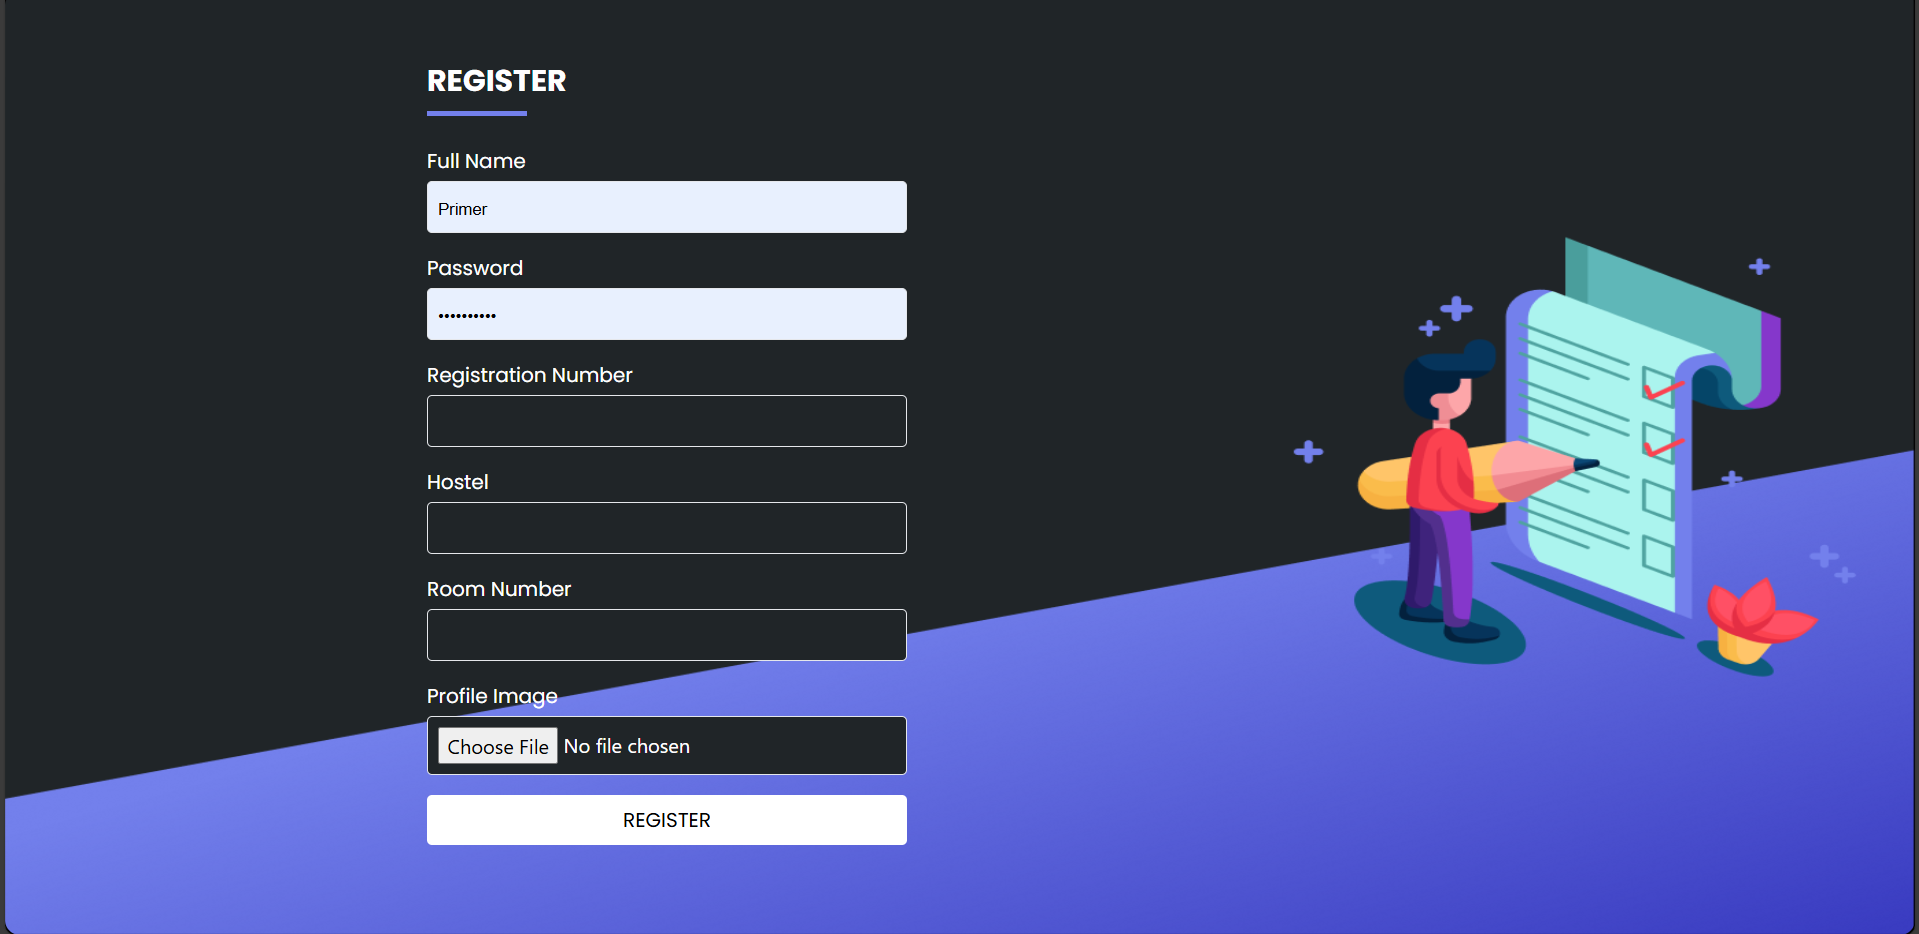 REGISTER
Full Name
Primer
Password
••••••••••
Registration Number
Hostel
Room Number
Profile Image
Choose File No file chosen
REGISTER